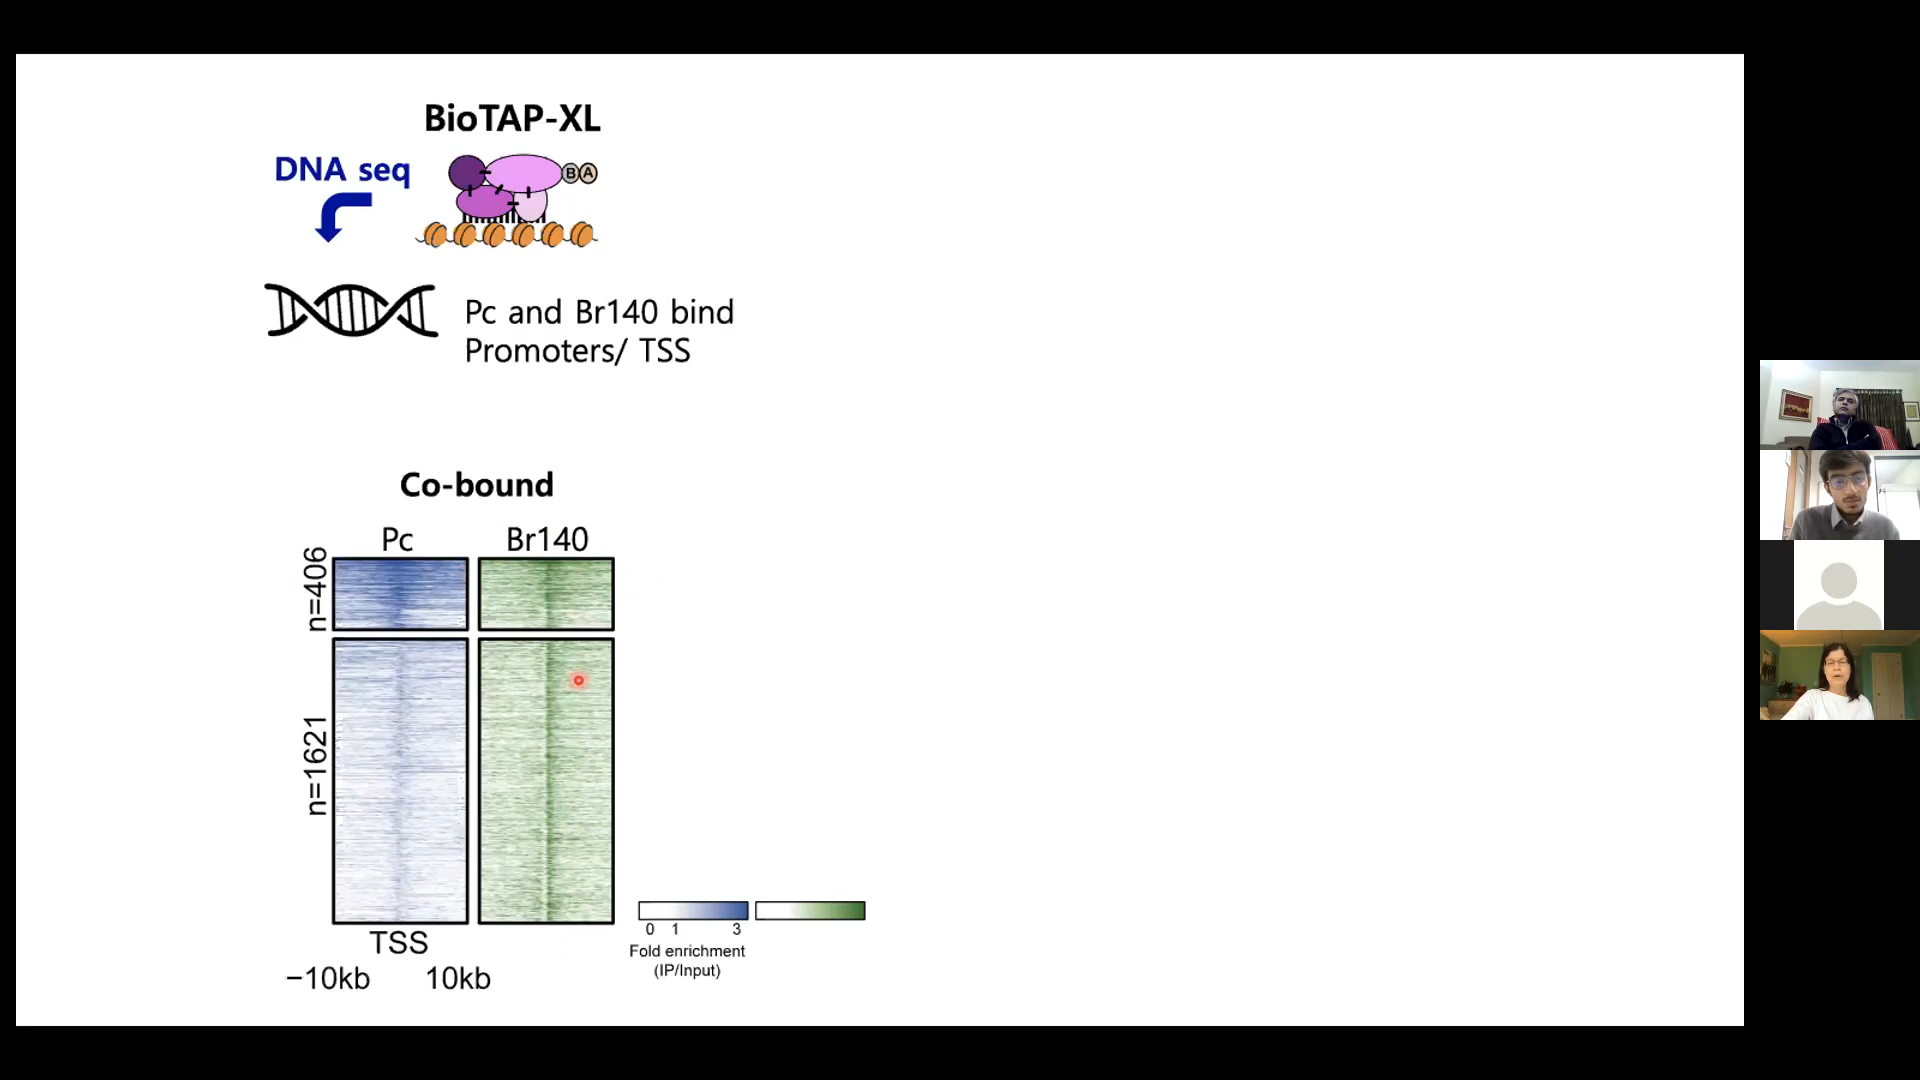 BioTAP-XL
DNA seq
B A
Pc and Br140 bind
Promoters/ TSS
Co-bound
Pc Br140
n=406
n=1621
TSS
−10kb 10kb
0 1 3
Fold enrichment
(IP/Input)